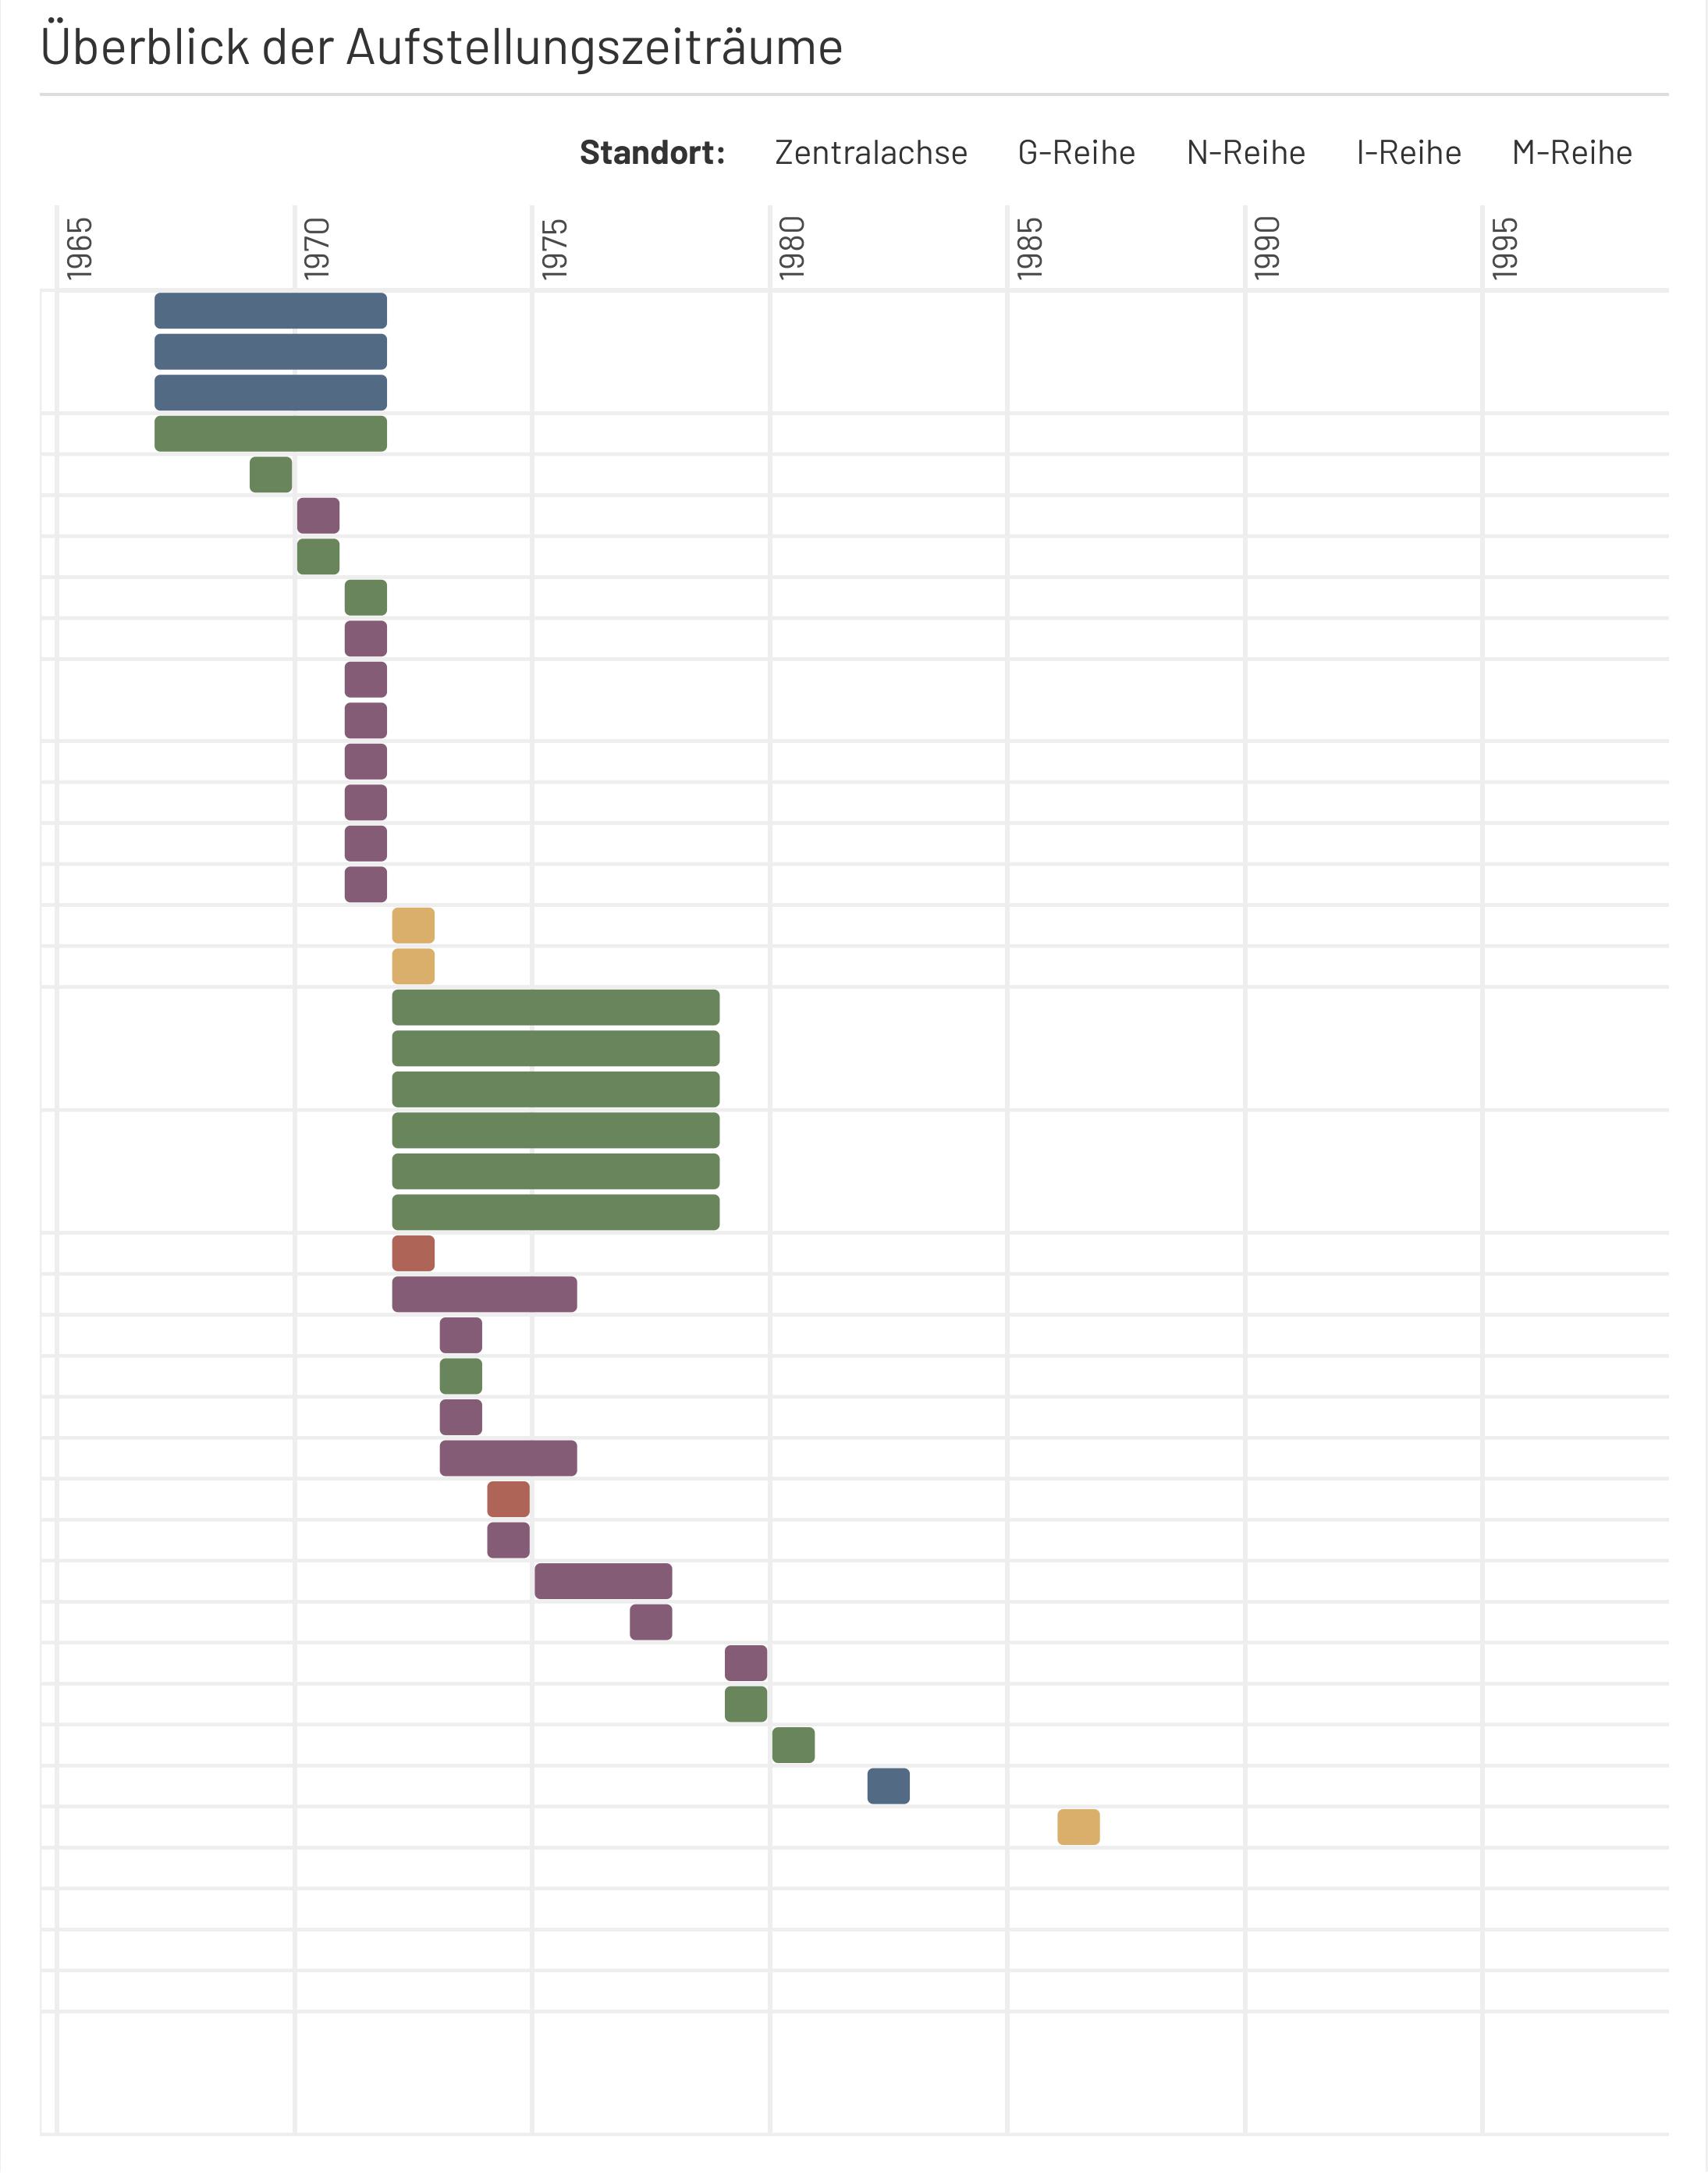 Überblick der Aufstellungszeiträume
Standort: Zentralachse G-Reihe N-Reihe I-Reihe M-Reihe
1965 1970 1975 1980 1985 1990 1995